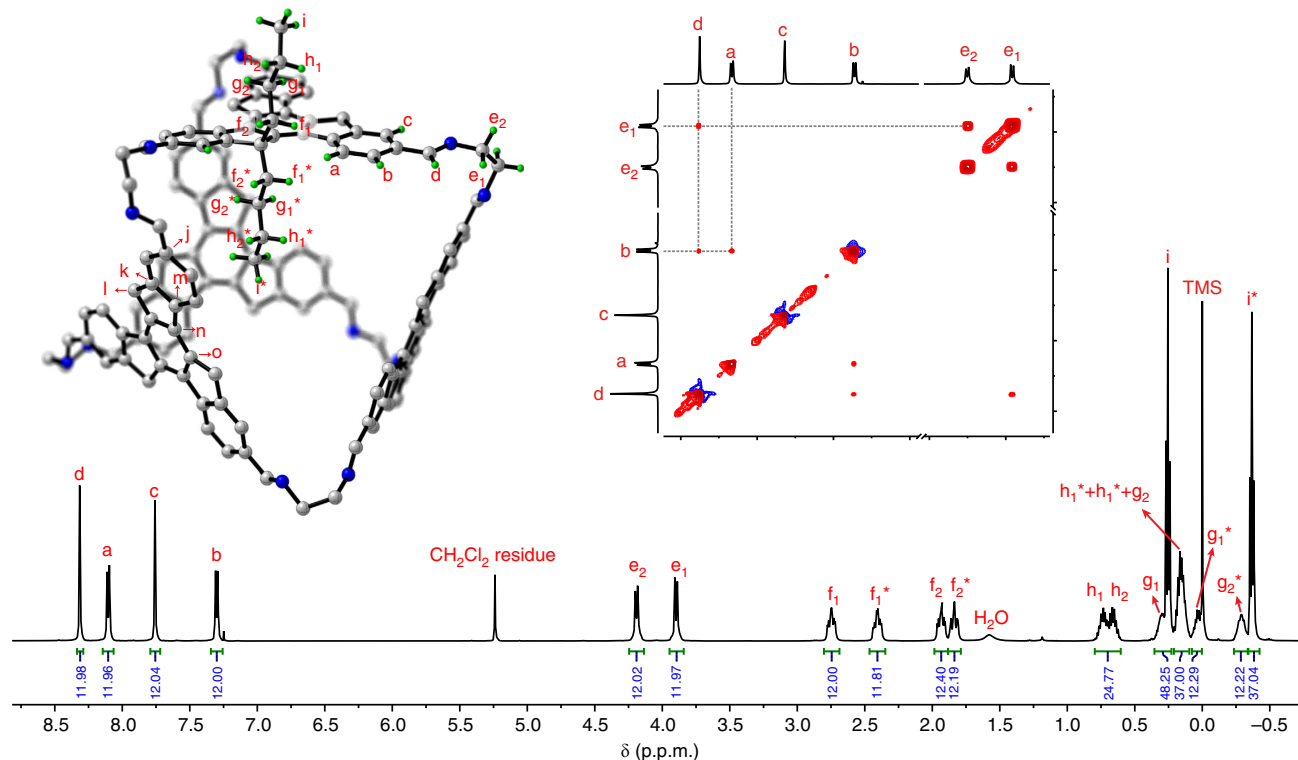 i
h₂
h₁
g₂
g₁
f₂
f₁
c
e₂
a
b
d
e₁
f₂*
f₁*
g₂*
g₁*
h₂*
h₁*
i*
j
k
l
m
n
o
d
a
c
b
e₂
e₁
e₁
e₂
b
c
a
d
d
a
c
b
CH₂Cl₂ residue
e₂
e₁
f₁
f₁*
f₂
f₂*
H₂O
h₁ h₂
g₁
h₁*+h₁*+g₂
i
TMS
g₁*
g₂*
i*
11.98
11.96
12.04
12.00
12.02
11.97
12.00
11.81
12.40
12.19
24.77
48.25
37.00
12.29
12.22
37.04
8.5 8.0 7.5 7.0 6.5 6.0 5.5 5.0 4.5 4.0 3.5 3.0 2.5 2.0 1.5 1.0 0.5 0.0 –0.5
δ (p.p.m.)